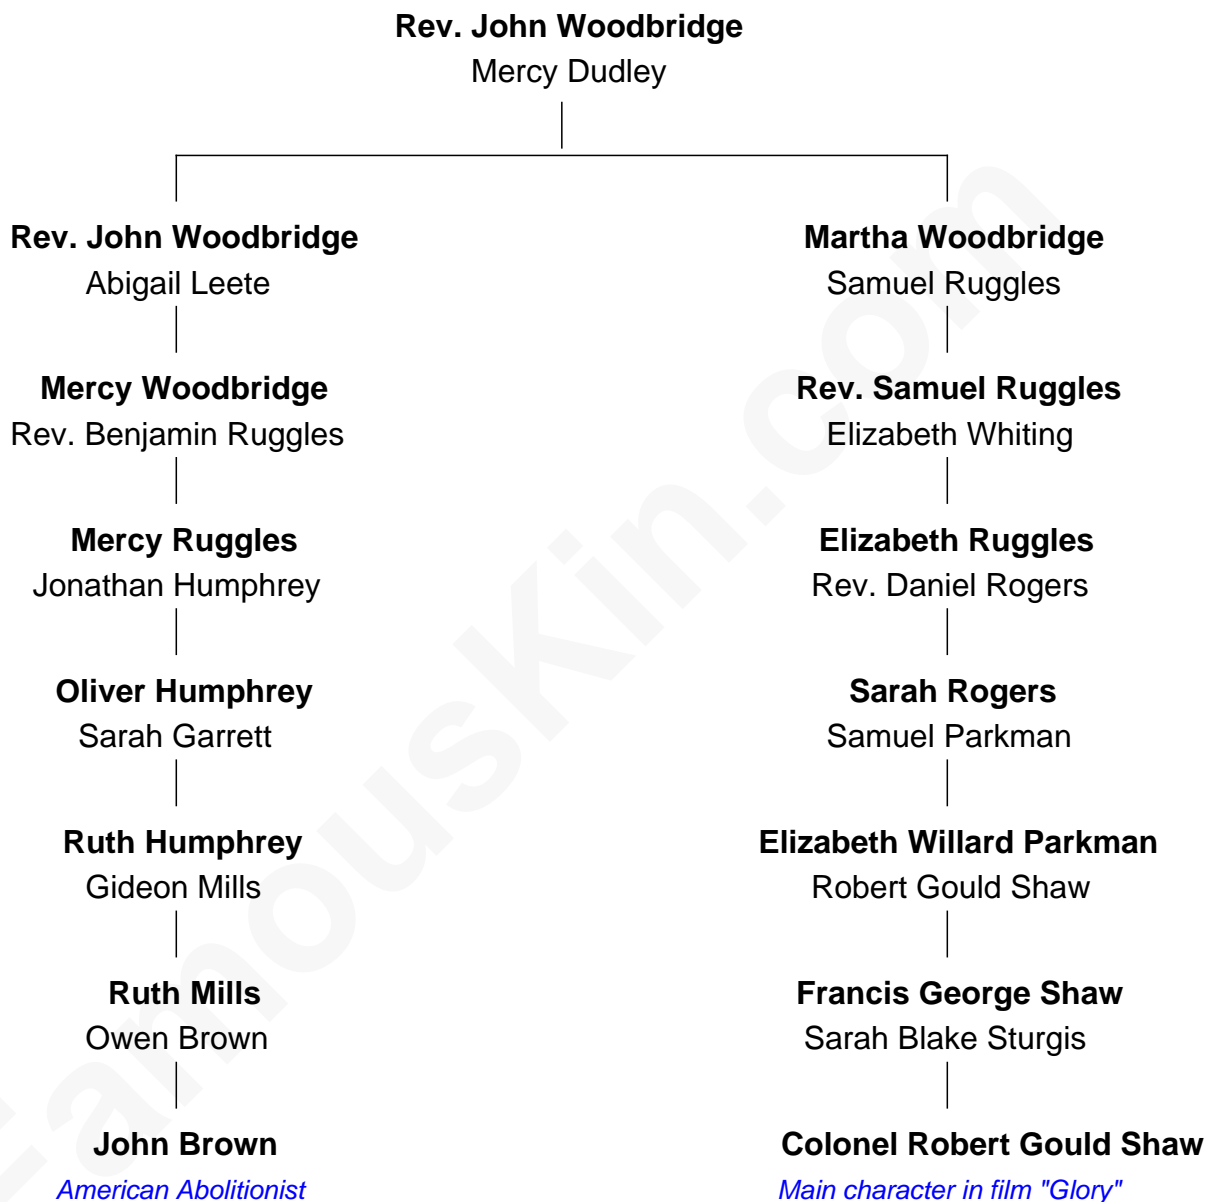 Rev. John Woodbridge
Mercy Dudley
Rev. John Woodbridge
Abigail Leete
Mercy Woodbridge
Rev. Benjamin Ruggles
Mercy Ruggles
Jonathan Humphrey
Oliver Humphrey
Sarah Garrett
Ruth Humphrey
Gideon Mills
Ruth Mills
Owen Brown
John Brown
American Abolitionist
Martha Woodbridge
Samuel Ruggles
Rev. Samuel Ruggles
Elizabeth Whiting
Elizabeth Ruggles
Rev. Daniel Rogers
Sarah Rogers
Samuel Parkman
Elizabeth Willard Parkman
Robert Gould Shaw
Francis George Shaw
Sarah Blake Sturgis
Colonel Robert Gould Shaw
Main character in film "Glory"
FamousKin.com